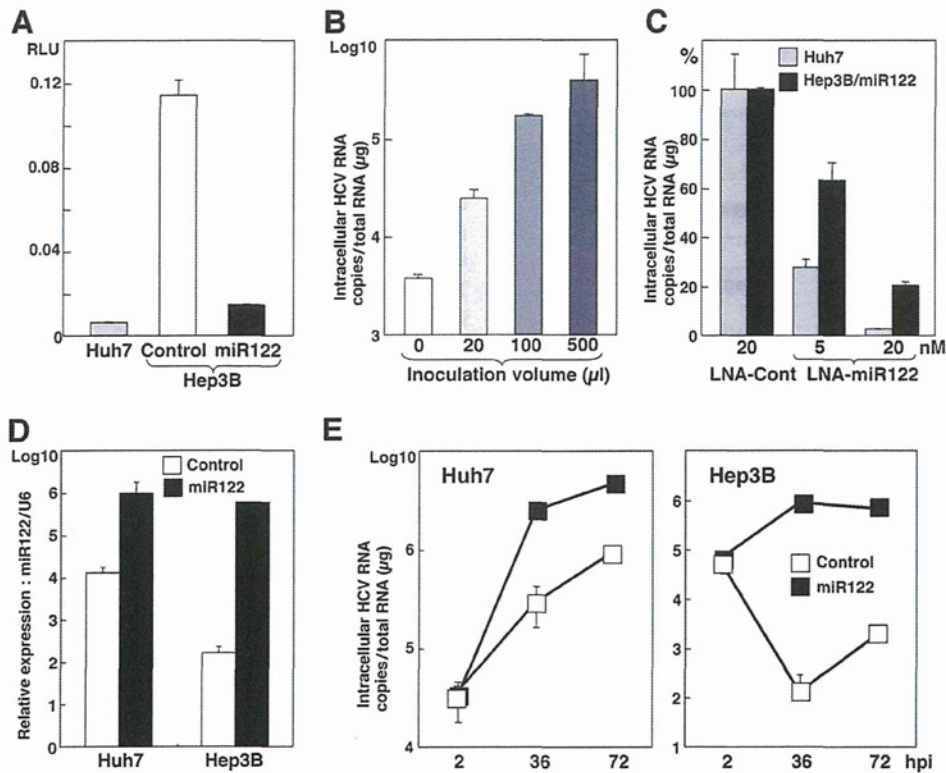 A
RLU
0.12
0.08
0.04
0
Huh7
Control
miR122
Hep3B
B
Log10
Intracellular HCV RNA
copies/total RNA (µg)
5
4
3
0
20
100
500
Inoculation volume (µl)
C
%
Huh7
Hep3B/miR122
Intracellular HCV RNA
copies/total RNA (µg)
100
80
60
40
20
0
20
5
20
nM
LNA-Cont
LNA-miR122
D
Log10
Control
miR122
Relative expression : miR122/U6
6
5
4
3
2
1
0
Huh7
Hep3B
E
Log10
Huh7
Intracellular HCV RNA
copies/total RNA (µg)
6
5
4
2
36
72
Hep3B
Control
miR122
6
5
4
3
2
1
2
36
72
hpi